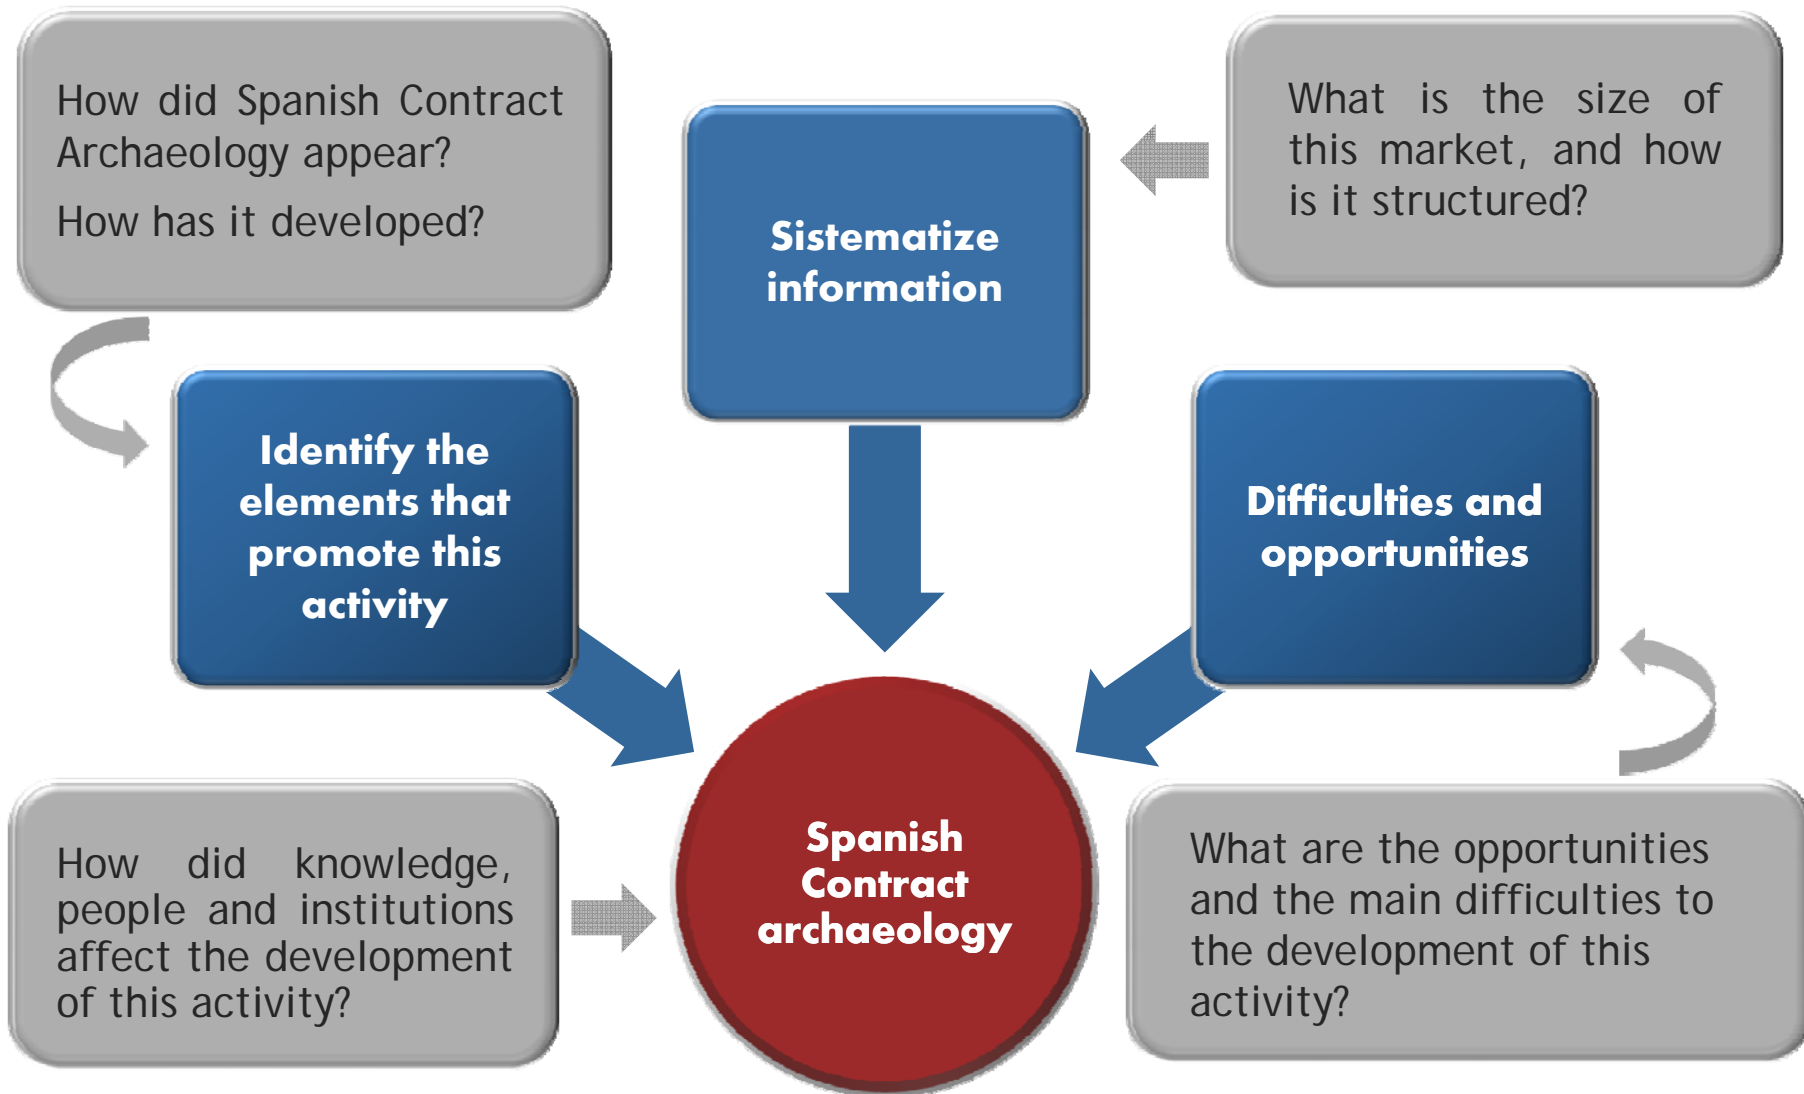 How did Spanish Contract
Archaeology appear?
How has it developed?
Sistematize
information
What is the size of
this market, and how
is it structured?
Identify the
elements that
promote this
activity
Difficulties and
opportunities
How did knowledge,
people and institutions
affect the development
of this activity?
Spanish
Contract
archaeology
What are the opportunities
and the main difficulties to
the development of this
activity?